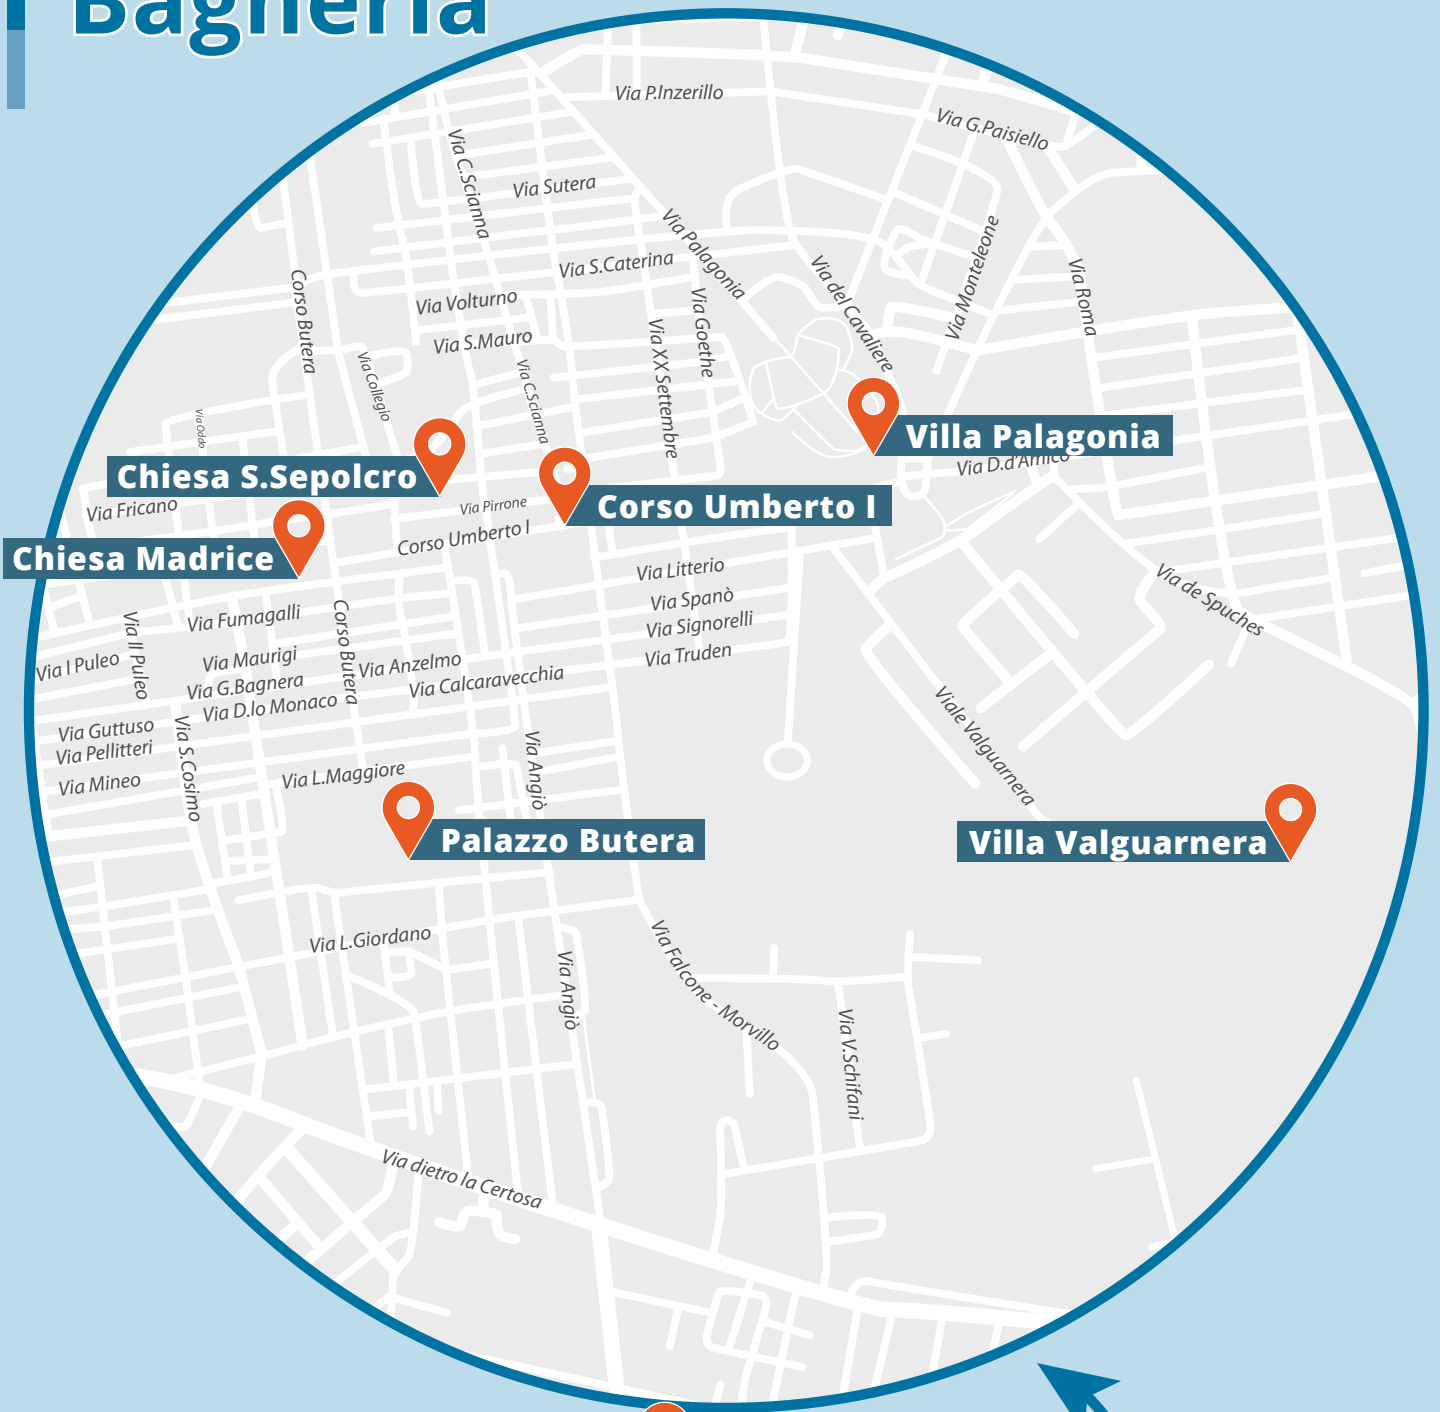 Bagheria
Via P.Inzerillo
Via G.Paisiello
Via C.Scianna
Via Sutera
Via Palagonia
Via S.Caterina
Via del Cavaliere
Via Monteleone
Via Roma
Corso Butera
Via Volturno
Via Goethe
Via S.Mauro
Via XX Settembre
Via Collegio
Via C.Scianna
Via Oddo
Villa Palagonia
Via D.d'Amico
Chiesa S.Sepolcro
Via Fricano
Via Pirrone
Corso Umberto I
Corso Umberto I
Chiesa Madrice
Via Litterio
Via Spanò
Via Signorelli
Via Truden
Via de Spuches
Via Fumagalli
Via II Puleo
Corso Butera
Via I Puleo
Via Maurigi
Via G.Bagnera
Via D.lo Monaco
Via Anzelmo
Via Calcaravecchia
Via Guttuso
Via Pellitteri
Via Mineo
Via S.Cosimo
Via L.Maggiore
Via Angiò
Viale Valguarnera
Palazzo Butera
Villa Valguarnera
Via L.Giordano
Via Angiò
Via Falcone - Morvillo
Via V.Schifani
Via dietro la Certosa